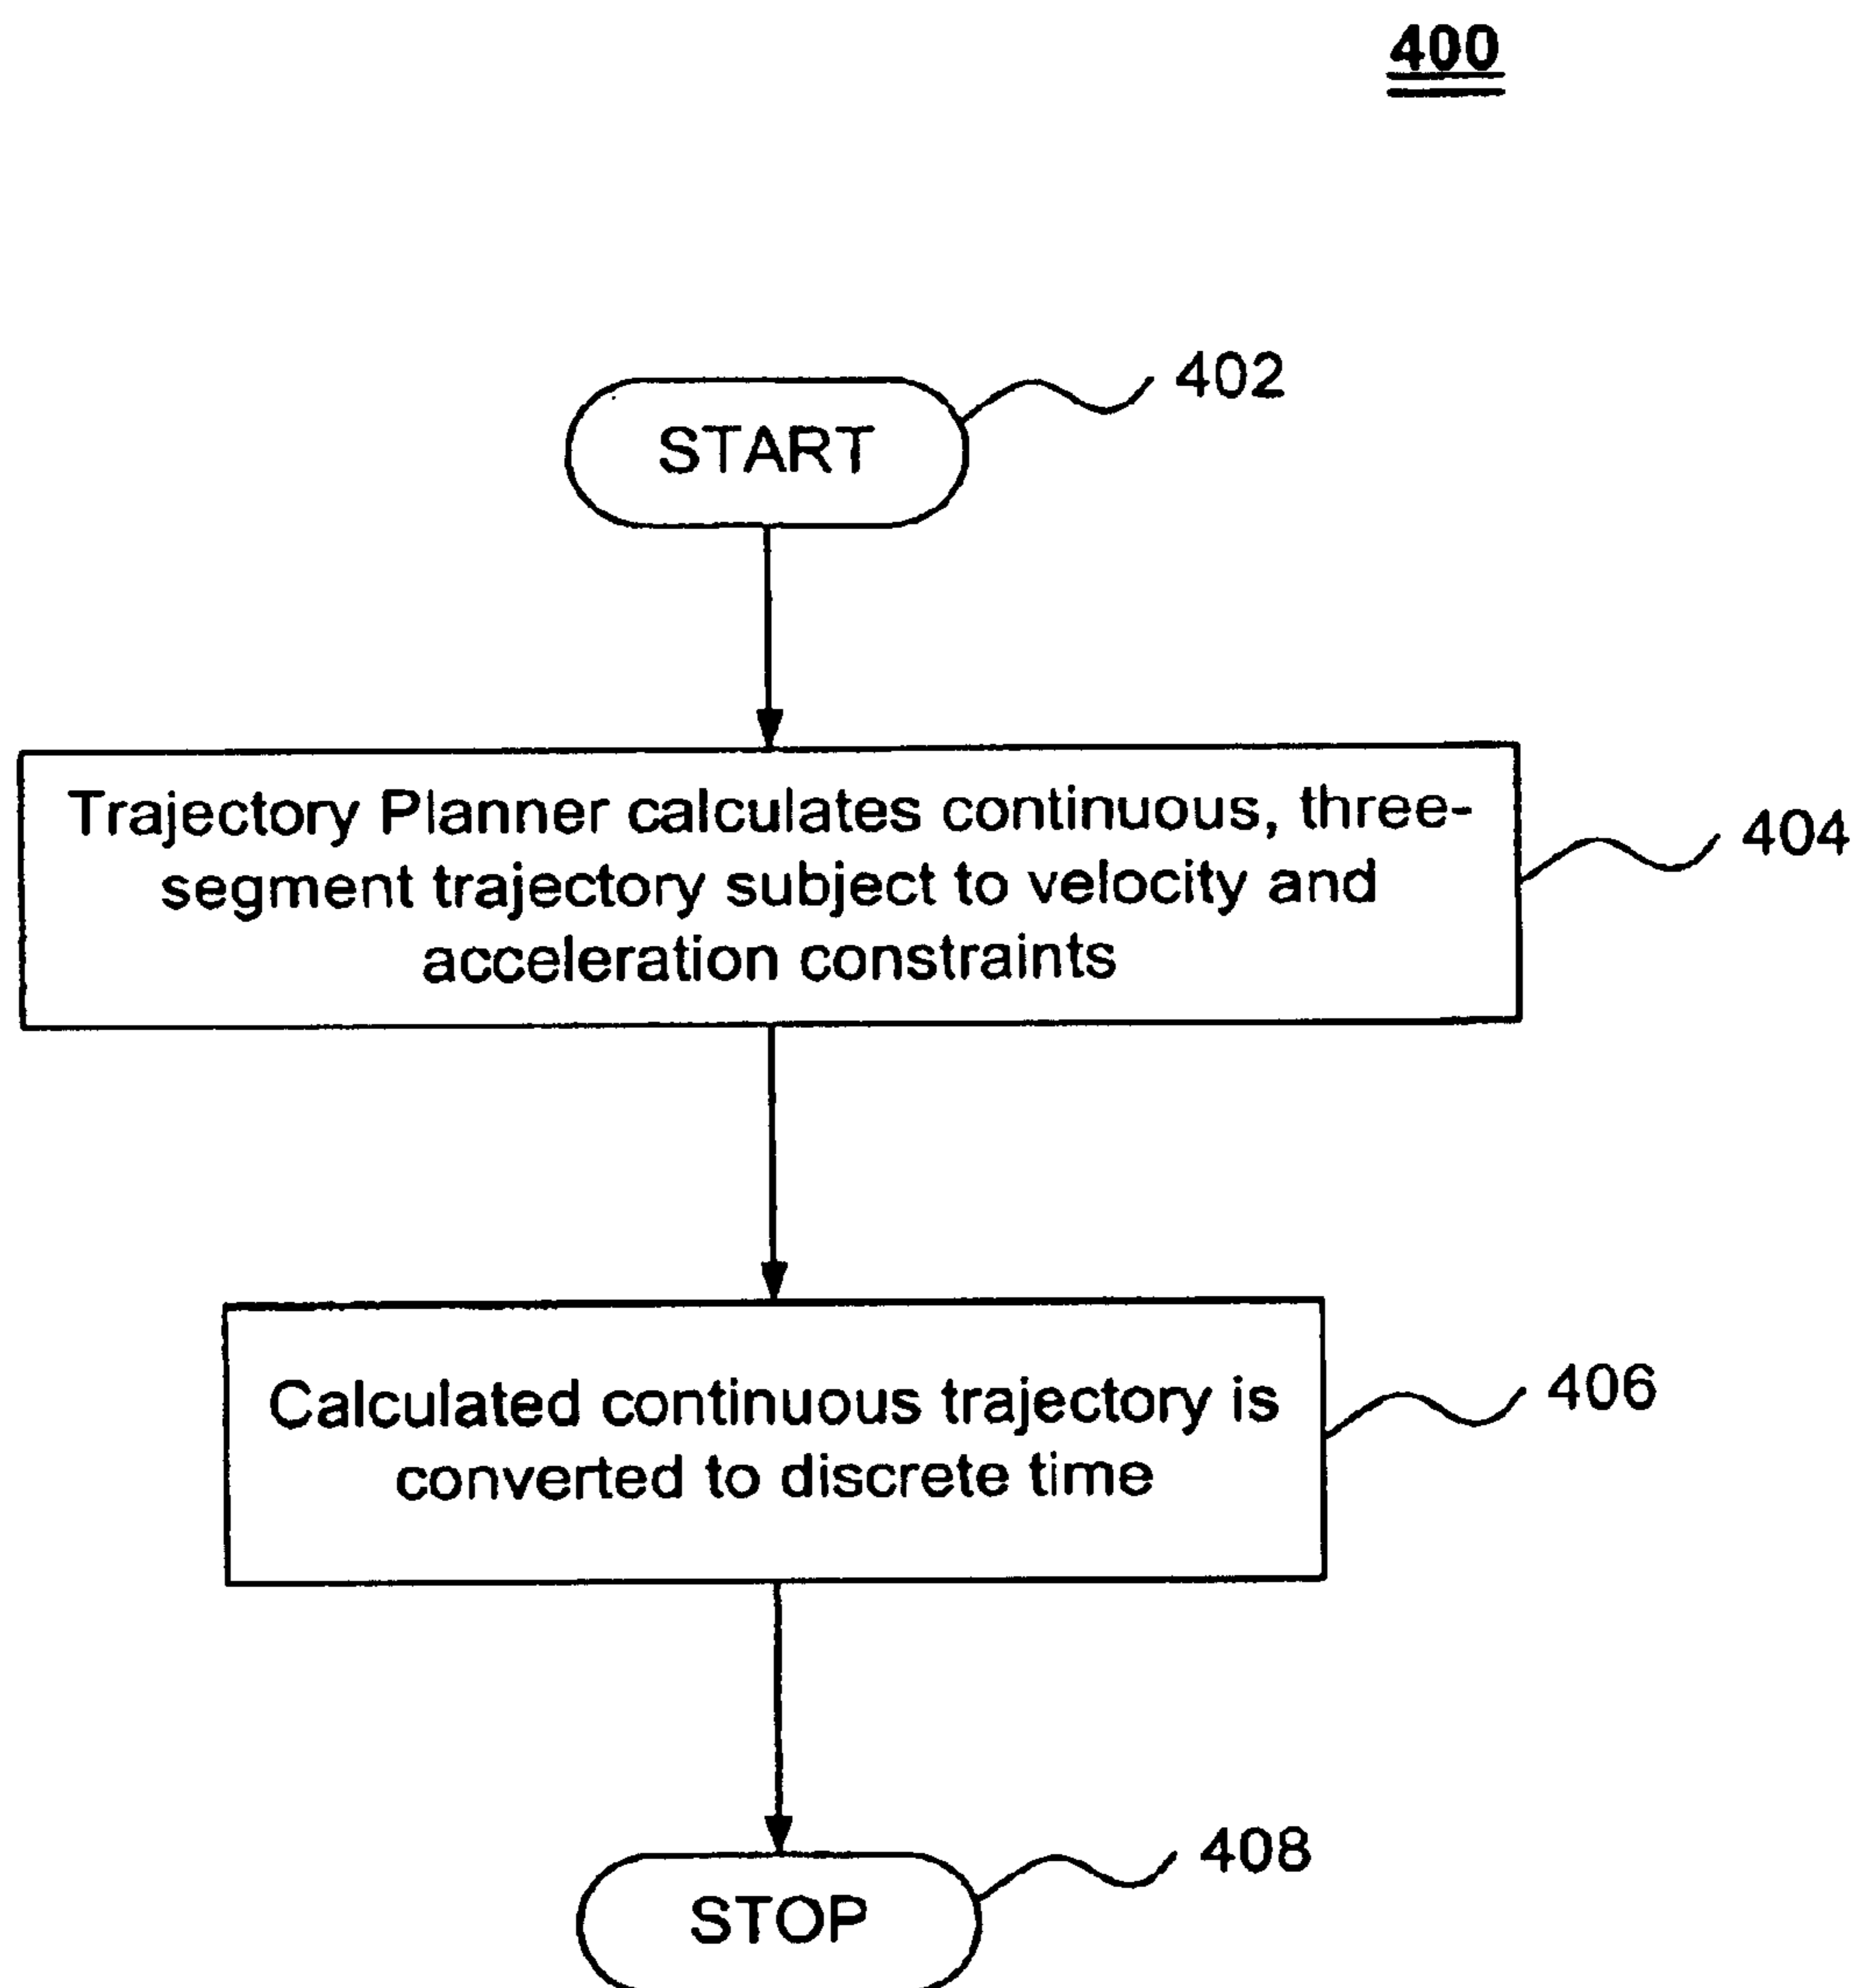 400
402
START
Trajectory Planner calculates continuous, three-
segment trajectory subject to velocity and
acceleration constraints
404
Calculated continuous trajectory is
converted to discrete time
406
408
STOP